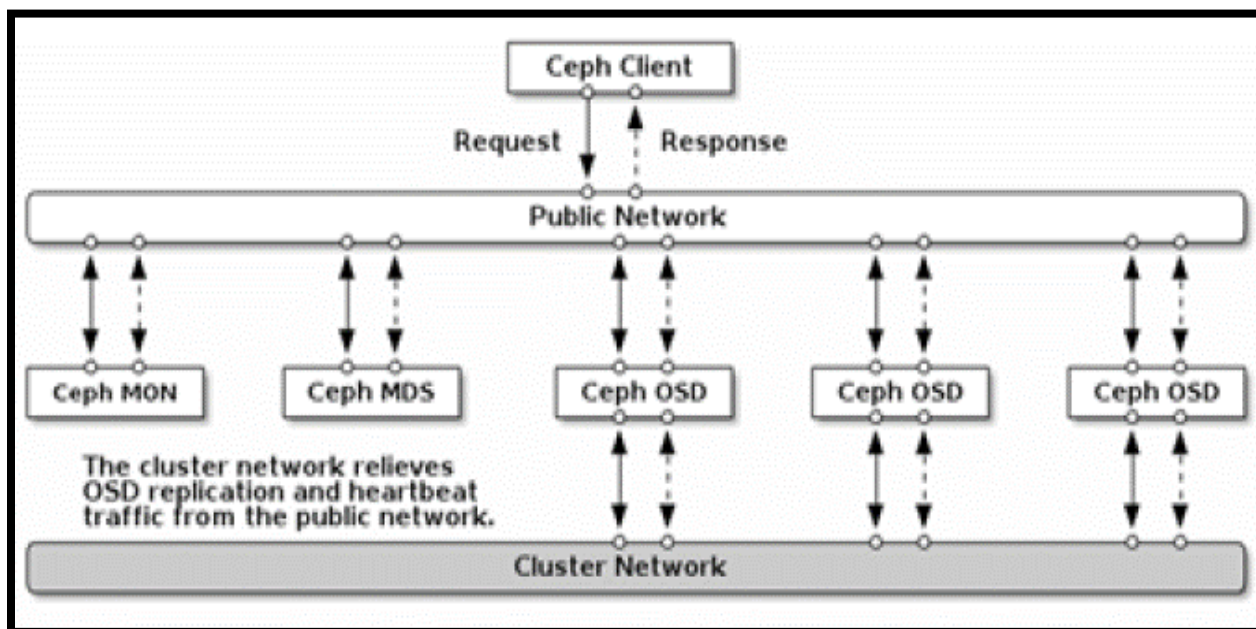 Ceph Client
Request Response
Public Network
Ceph MON Ceph MDS Ceph OSD Ceph OSD Ceph OSD
The cluster network relieves
OSD replication and heartbeat
traffic from the public network.
Cluster Network